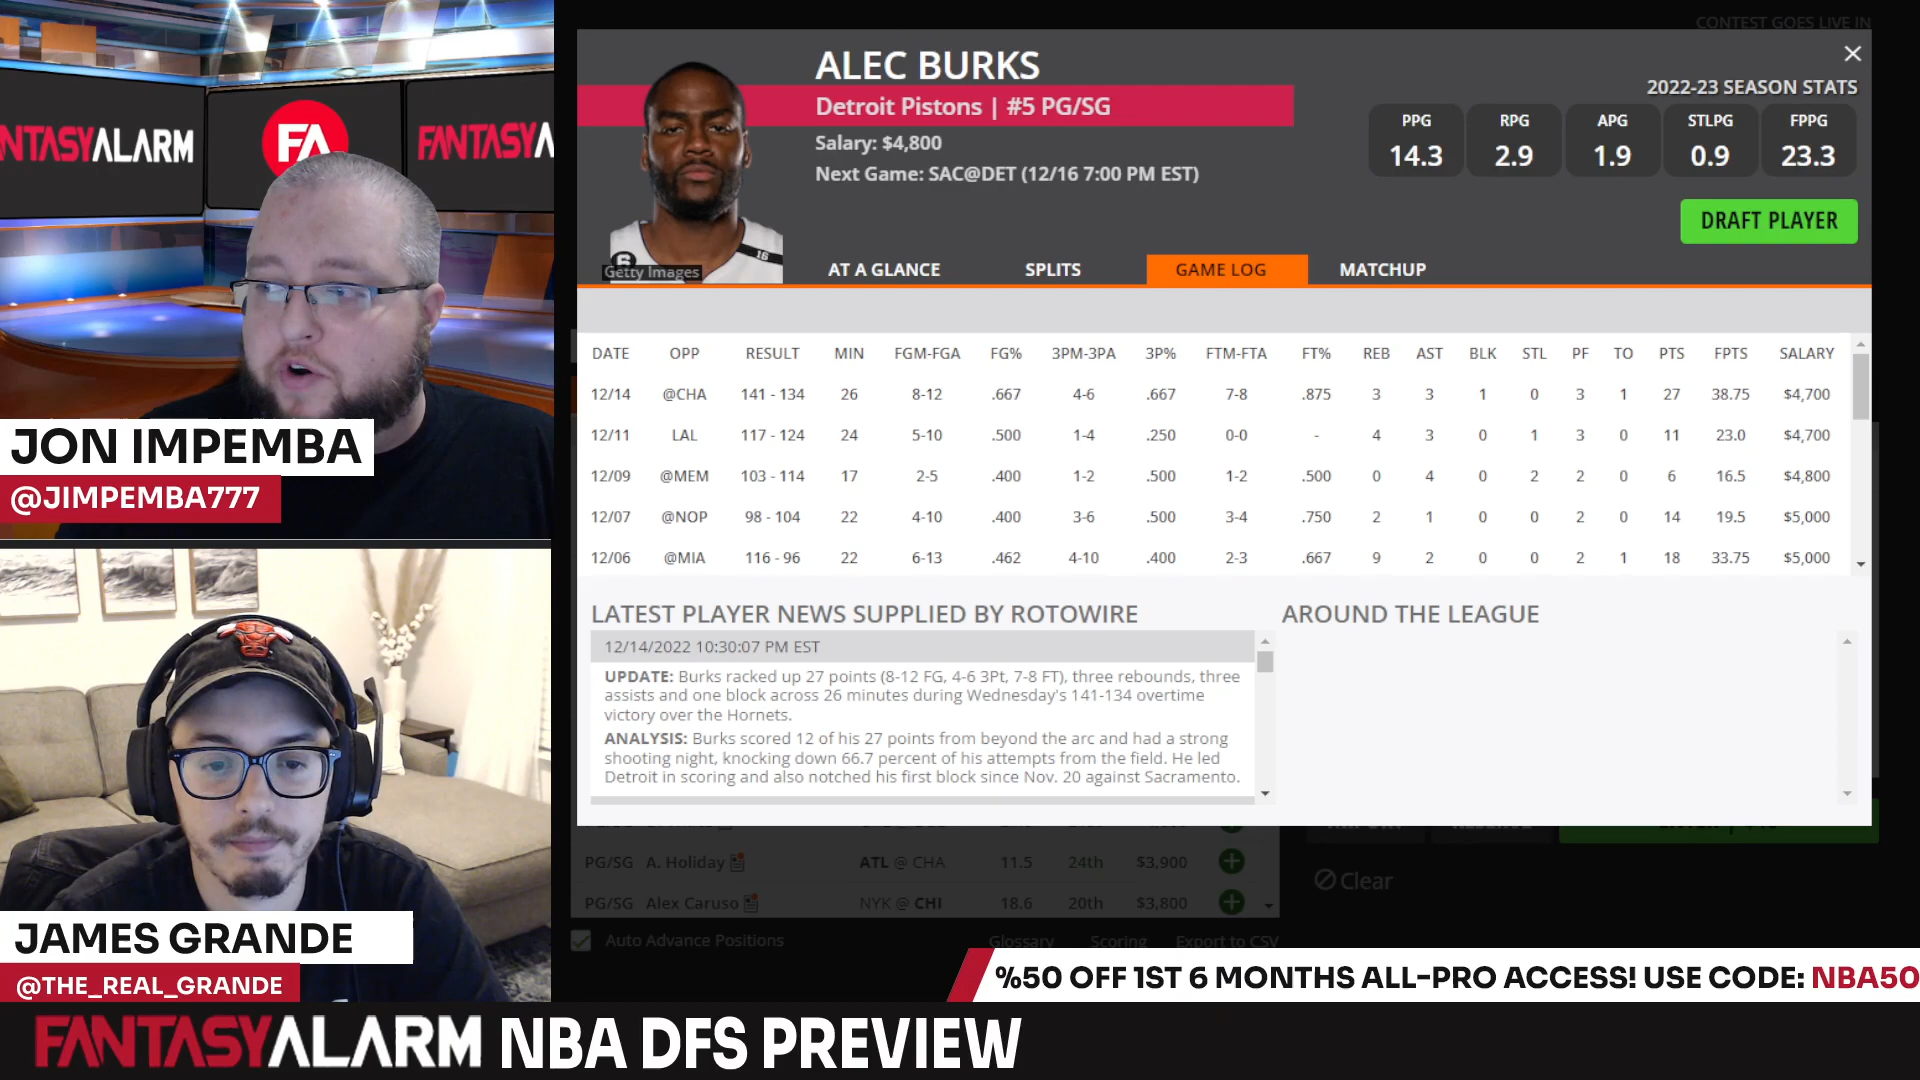 CONTEST GOES LIVE IN
NTASYALARM
FA
FANTASYA
ALEC BURKS
Detroit Pistons | #5 PG/SG
Salary: $4,800
Next Game: SAC@DET (12/16 7:00 PM EST)
Getty Images
2022-23 SEASON STATS
PPG RPG APG STLPG FPPG
14.3 2.9 1.9 0.9 23.3
DRAFT PLAYER
AT A GLANCE SPLITS GAME LOG MATCHUP
DATE OPP RESULT MIN FGM-FGA FG% 3PM-3PA 3P% FTM-FTA FT% REB AST BLK STL PF TO PTS FPTS SALARY
12/14 @CHA 141 - 134 26 8-12 .667 4-6 .667 7-8 .875 3 3 1 0 3 1 27 38.75 $4,700
12/11 LAL 117 - 124 24 5-10 .500 1-4 .250 0-0 - 4 3 0 1 3 0 11 23.0 $4,700
12/09 @MEM 103 - 114 17 2-5 .400 1-2 .500 1-2 .500 0 4 0 2 2 0 6 16.5 $4,800
12/07 @NOP 98 - 104 22 4-10 .400 3-6 .500 3-4 .750 2 1 0 0 2 0 14 19.5 $5,000
12/06 @MIA 116 - 96 22 6-13 .462 4-10 .400 2-3 .667 9 2 0 0 2 1 18 33.75 $5,000
LATEST PLAYER NEWS SUPPLIED BY ROTOWIRE
12/14/2022 10:30:07 PM EST
UPDATE: Burks racked up 27 points (8-12 FG, 4-6 3Pt, 7-8 FT), three rebounds, three
assists and one block across 26 minutes during Wednesday's 141-134 overtime
victory over the Hornets.
ANALYSIS: Burks scored 12 of his 27 points from beyond the arc and had a strong
shooting night, knocking down 66.7 percent of his attempts from the field. He led
Detroit in scoring and also notched his first block since Nov. 20 against Sacramento.
AROUND THE LEAGUE
PG/SG A. Holiday ATL @ CHA 11.5 24th $3,900
PG/SG Alex Caruso NYK @ CHI 18.6 20th $3,800
Clear
Auto Advance Positions
Glossary Scoring Export to CSV
JON IMPEMBA
@JIMPEMBA777
JAMES GRANDE
@THE_REAL_GRANDE
%50 OFF 1ST 6 MONTHS ALL-PRO ACCESS! USE CODE: NBA50
FANTASYALARM NBA DFS PREVIEW